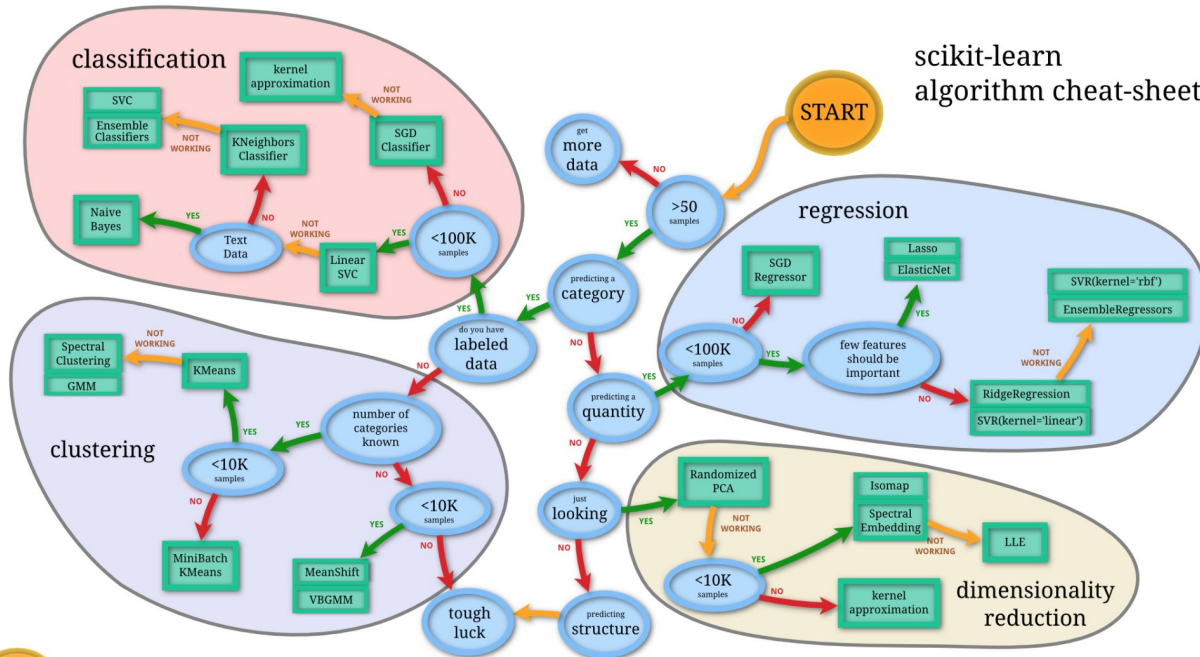 scikit-learn
algorithm cheat-sheet
START
classification
kernel
approximation
NOT
WORKING
SVC
Ensemble
Classifiers
NOT
WORKING
KNeighbors
Classifier
SGD
Classifier
NO
Naive
Bayes
YES
Text
Data
NO
NOT
WORKING
Linear
SVC
YES
<100K
samples
get
more
data
NO
>50
samples
YES
predicting a
category
YES
do you have
labeled
data
YES
NO
NO
predicting a
quantity
YES
NO
just
looking
YES
NO
predicting
structure
tough
luck
regression
SGD
Regressor
NO
<100K
samples
YES
few features
should be
important
YES
Lasso
ElasticNet
NO
RidgeRegression
SVR(kernel='linear')
NOT
WORKING
SVR(kernel='rbf')
EnsembleRegressors
clustering
Spectral
Clustering
GMM
NOT
WORKING
KMeans
YES
<10K
samples
NO
MiniBatch
KMeans
YES
number of
categories
known
NO
<10K
samples
YES
MeanShift
VBGMM
NO
Randomized
PCA
NOT
WORKING
<10K
samples
YES
Isomap
Spectral
Embedding
NOT
WORKING
LLE
NO
kernel
approximation
dimensionality
reduction